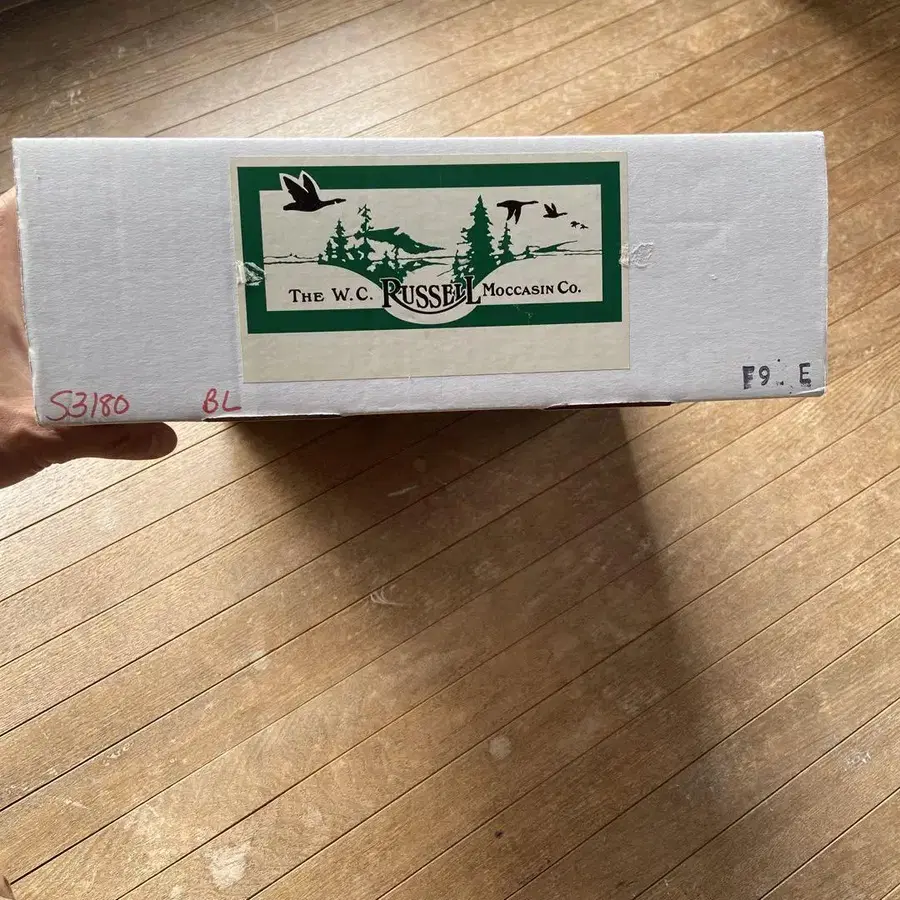 The W.C. Russell Moccasin Co.
S3180 BL
F9 E